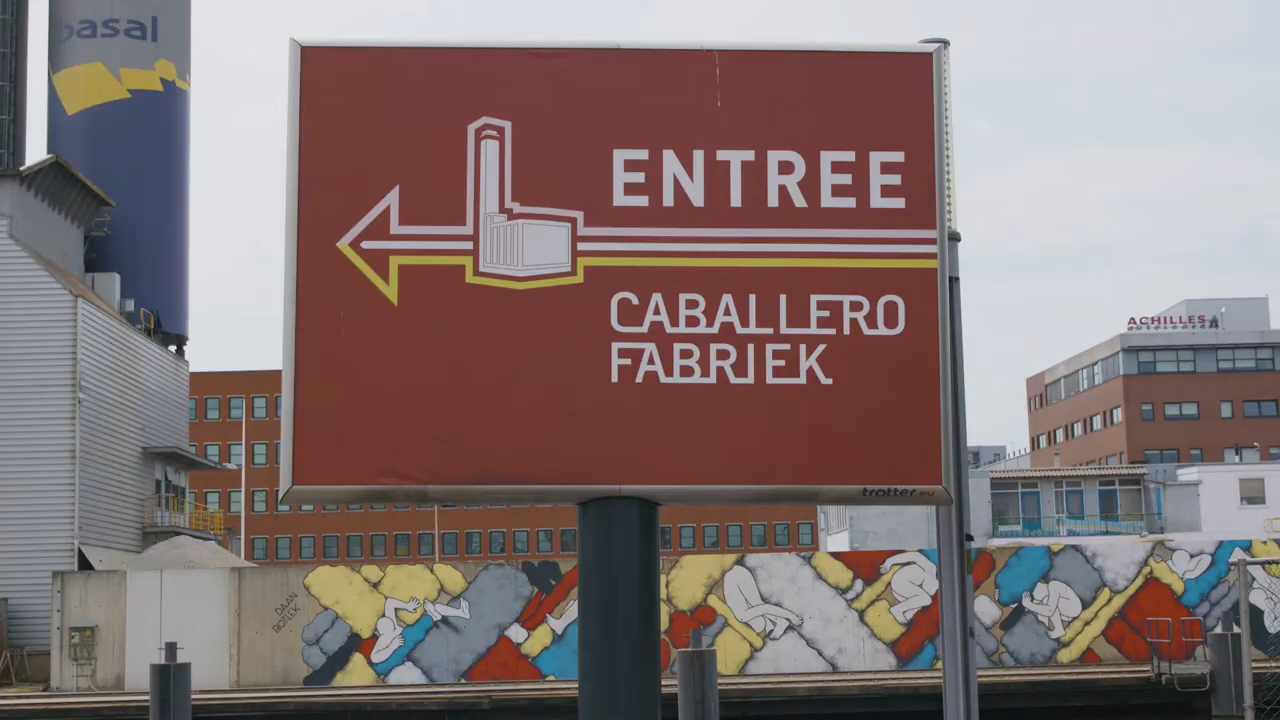 basal
ENTREE
CABALLERO
FABRIEK
ACHILLES
trotter.eu
DAAN
BOTLEK